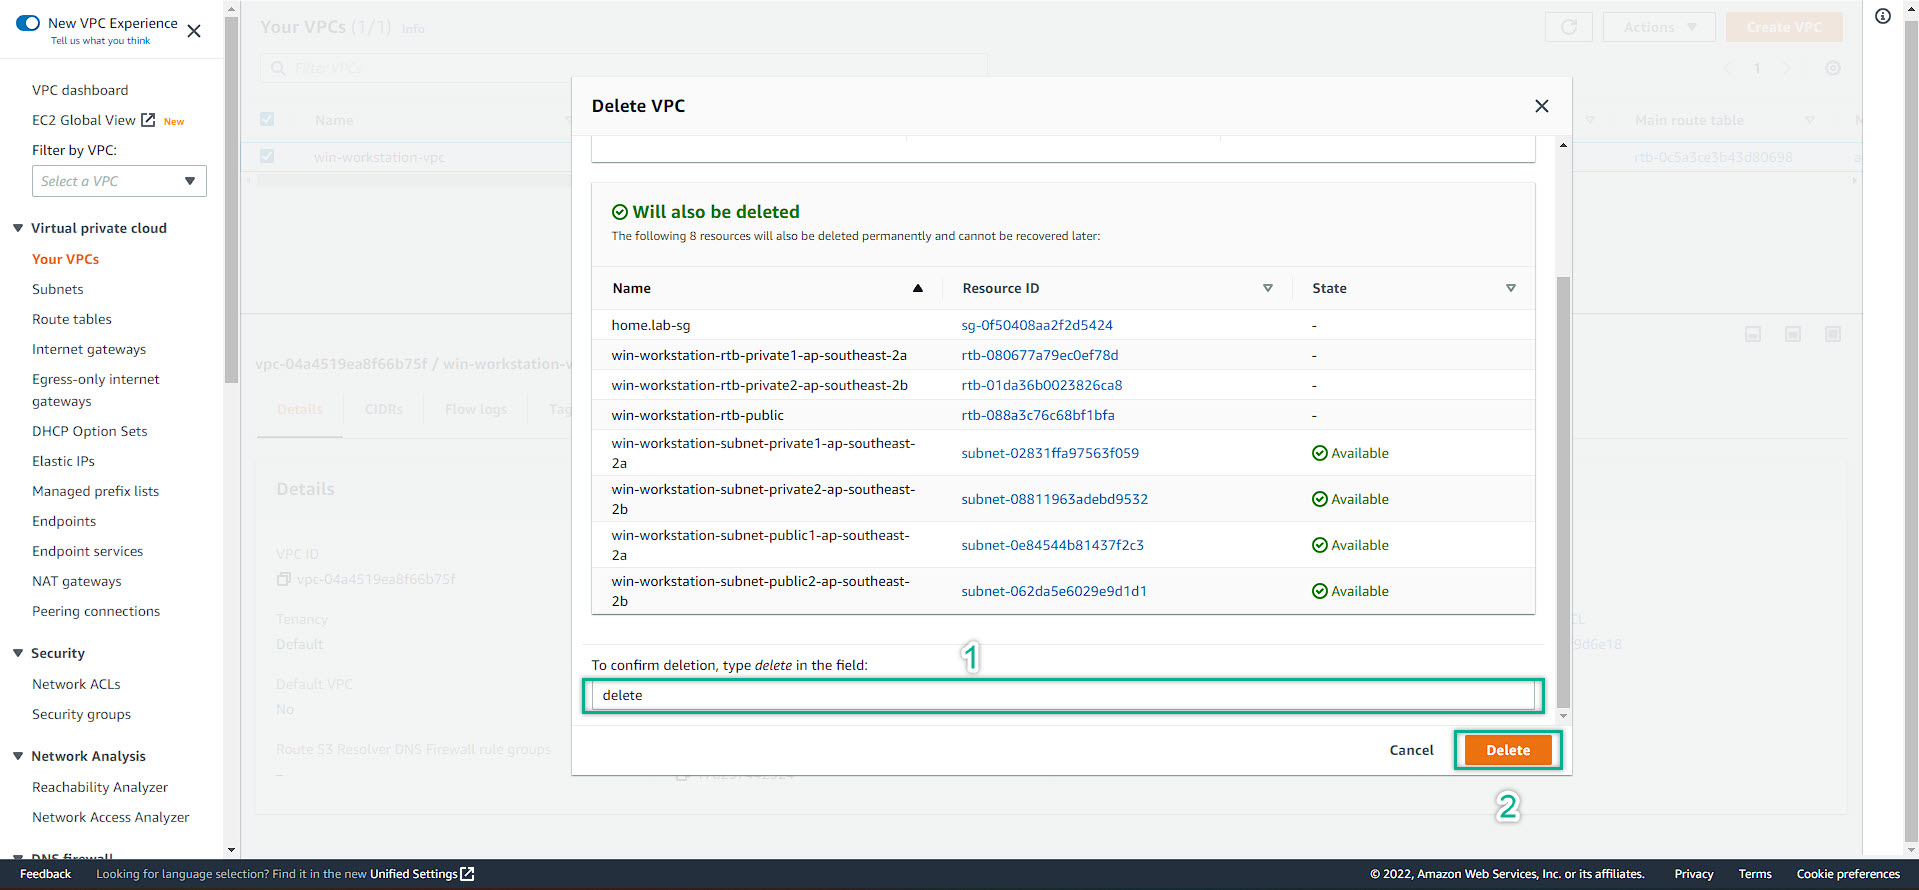 New VPC Experience
Tell us what you think
VPC dashboard
EC2 Global View New
Filter by VPC:
Select a VPC
Virtual private cloud
Your VPCs
Subnets
Route tables
Internet gateways
Egress-only internet
gateways
DHCP Option Sets
Elastic IPs
Managed prefix lists
Endpoints
Endpoint services
NAT gateways
Peering connections
Security
Network ACLs
Security groups
Network Analysis
Reachability Analyzer
Network Access Analyzer
DNS firewall
Your VPCs (1/1) Info
Actions
Create VPC
Filter VPCs
1
Name
Main route table
win-workstation-vpc
rtb-0c5a3ce3b43d80698
vpc-04a4519ea8f66b75f / win-workstation-v
Details CIDRs Flow logs Tag
Details
VPC ID
vpc-04a4519ea8f66b75f
Tenancy
Default
Default VPC
No
Route 53 Resolver DNS Firewall rule groups
–
Delete VPC
Will also be deleted
The following 8 resources will also be deleted permanently and cannot be recovered later:
Name Resource ID State
home.lab-sg sg-0f50408aa2f2d5424 -
win-workstation-rtb-private1-ap-southeast-2a rtb-080677a79ec0ef78d -
win-workstation-rtb-private2-ap-southeast-2b rtb-01da36b0023826ca8 -
win-workstation-rtb-public rtb-088a3c76c68bf1bfa -
win-workstation-subnet-private1-ap-southeast-
2a subnet-02831ffa97563f059 Available
win-workstation-subnet-private2-ap-southeast-
2b subnet-08811963adebd9532 Available
win-workstation-subnet-public1-ap-southeast-
2a subnet-0e84544b81437f2c3 Available
win-workstation-subnet-public2-ap-southeast-
2b subnet-062da5e6029e9d1d1 Available
1
To confirm deletion, type delete in the field:
delete
Cancel Delete
2
Feedback Looking for language selection? Find it in the new Unified Settings
© 2022, Amazon Web Services, Inc. or its affiliates. Privacy Terms Cookie preferences